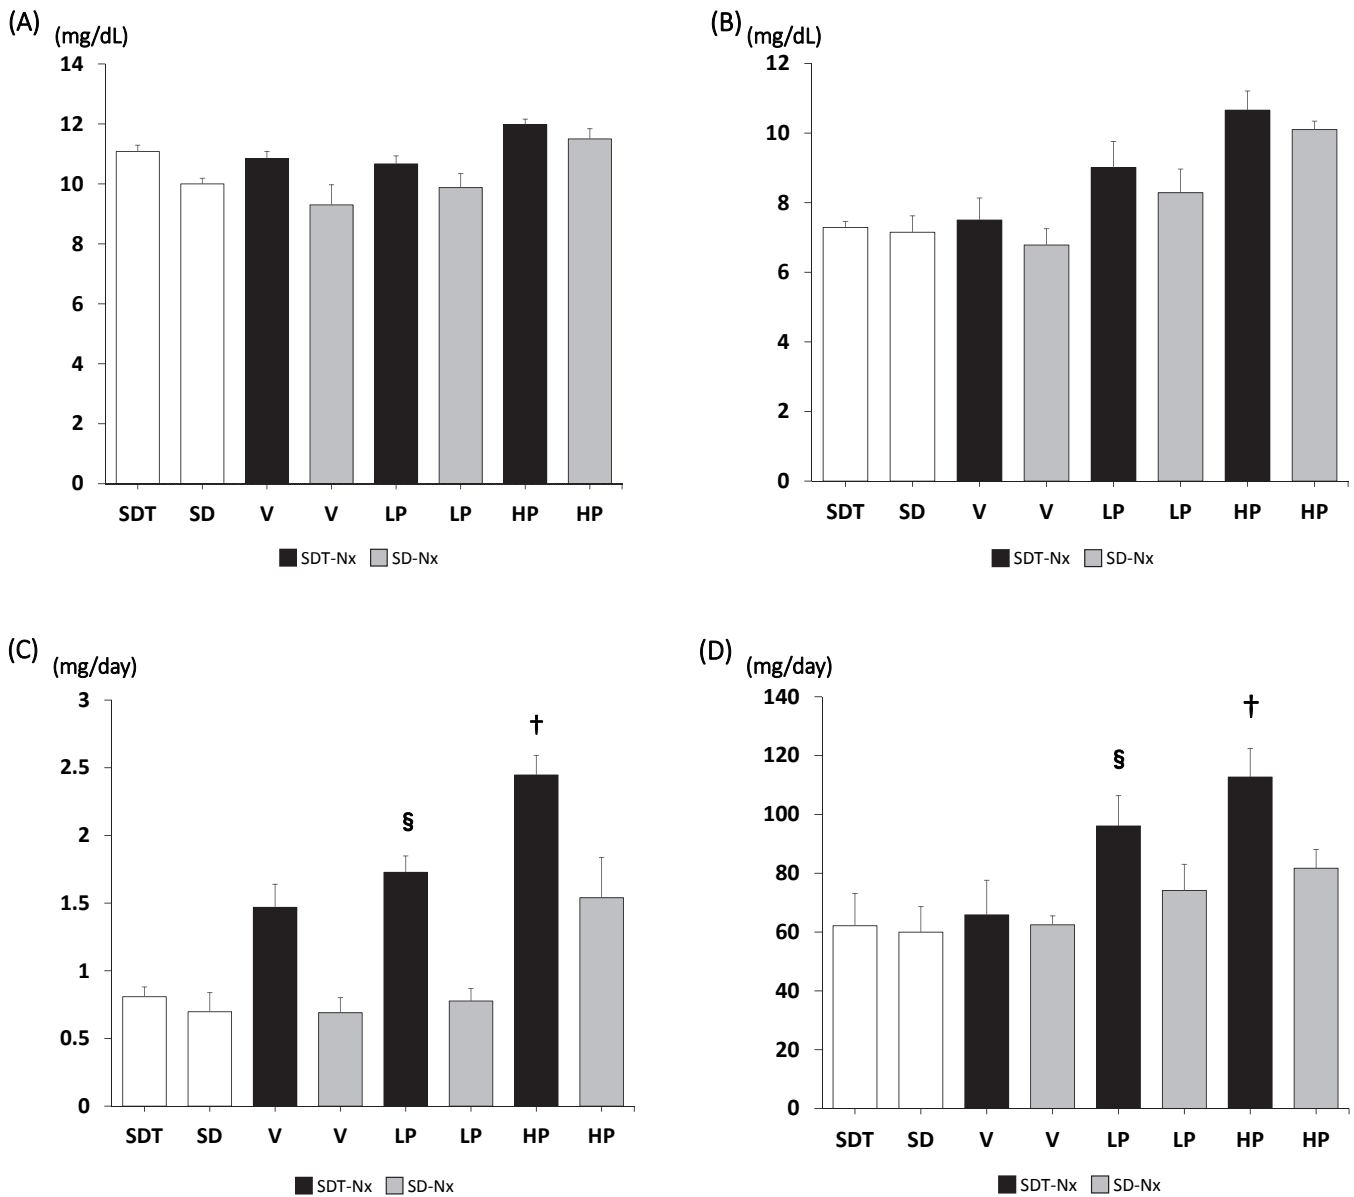 (A)
(mg/dL)
14
12
10
8
6
4
2
0
SDT SD V V LP LP HP HP
SDT-Nx SD-Nx
(B)
(mg/dL)
12
10
8
6
4
2
0
SDT SD V V LP LP HP HP
SDT-Nx SD-Nx
(C)
(mg/day)
3
2.5
2
1.5
1
0.5
0
§
†
SDT SD V V LP LP HP HP
SDT-Nx SD-Nx
(D)
(mg/day)
140
120
100
80
60
40
20
0
§
†
SDT SD V V LP LP HP HP
SDT-Nx SD-Nx